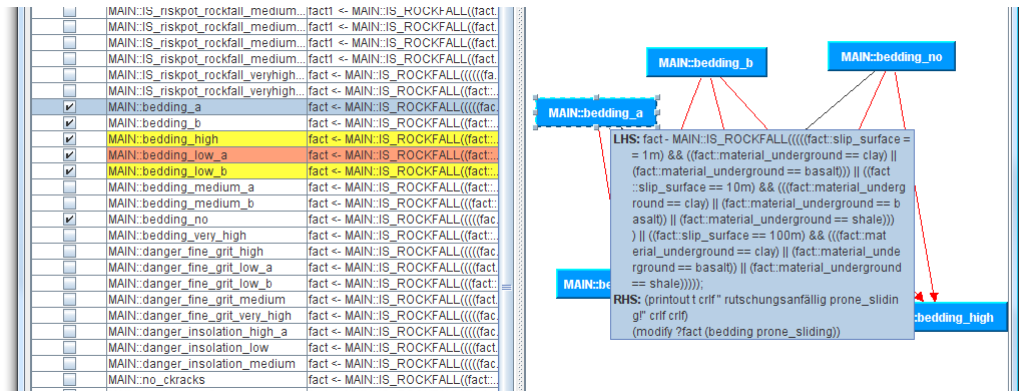 MAIN::IS_riskpot_rockfall_medium... fact1 <- MAIN::IS_ROCKFALL((fact.
MAIN::IS_riskpot_rockfall_medium... fact1 <- MAIN::IS_ROCKFALL((fact.
MAIN::IS_riskpot_rockfall_medium... fact1 <- MAIN::IS_ROCKFALL((fact.
MAIN::IS_riskpot_rockfall_medium... fact1 <- MAIN::IS_ROCKFALL((fact.
MAIN::IS_riskpot_rockfall_veryhigh... fact <- MAIN::IS_ROCKFALL((((((fa.
MAIN::IS_riskpot_rockfall_veryhigh... fact <- MAIN::IS_ROCKFALL((fact::.
MAIN::bedding_a fact <- MAIN::IS_ROCKFALL(((((fac.
MAIN::bedding_b fact <- MAIN::IS_ROCKFALL((fact::..
MAIN::bedding_high fact <- MAIN::IS_ROCKFALL((fact::..
MAIN::bedding_low_a fact <- MAIN::IS_ROCKFALL((fact::..
MAIN::bedding_low_b fact <- MAIN::IS_ROCKFALL((fact::..
MAIN::bedding_medium_a fact <- MAIN::IS_ROCKFALL((fact::..
MAIN::bedding_medium_b fact <- MAIN::IS_ROCKFALL(((fact::
MAIN::bedding_no fact <- MAIN::IS_ROCKFALL(((((fac.
MAIN::bedding_very_high fact <- MAIN::IS_ROCKFALL((fact::..
MAIN::danger_fine_grit_high fact <- MAIN::IS_ROCKFALL((((fact.
MAIN::danger_fine_grit_low_a fact <- MAIN::IS_ROCKFALL((((fact.
MAIN::danger_fine_grit_low_b fact <- MAIN::IS_ROCKFALL((fact::..
MAIN::danger_fine_grit_medium fact <- MAIN::IS_ROCKFALL((((fact.
MAIN::danger_fine_grit_very_high fact <- MAIN::IS_ROCKFALL((fact::..
MAIN::danger_insolation_high_a fact <- MAIN::IS_ROCKFALL(((((fac.
MAIN::danger_insolation_low fact <- MAIN::IS_ROCKFALL((((fact.
MAIN::danger_insolation_medium fact <- MAIN::IS_ROCKFALL(((((fac.
MAIN::no_ckracks fact <- MAIN::IS_ROCKFALL((fact::..
MAIN::bedding_b
MAIN::bedding_no
MAIN::bedding_a
LHS: fact - MAIN::IS_ROCKFALL(((((fact::slip_surface =
= 1m) && ((fact::material_underground == clay) ||
(fact::material_underground == basalt))) || ((fact
::slip_surface == 10m) && (((fact::material_underg
round == clay) || (fact::material_underground == b
asalt)) || (fact::material_underground == shale)))
) || ((fact::slip_surface == 100m) && (((fact::mat
erial_underground == clay) || (fact::material_unde
rground == basalt)) || (fact::material_underground
== shale)))));
RHS: (printout t crlf " rutschungsanfällig prone_slidin
g!" crlf crlf)
(modify ?fact (bedding prone_sliding))
MAIN::be
:bedding_high